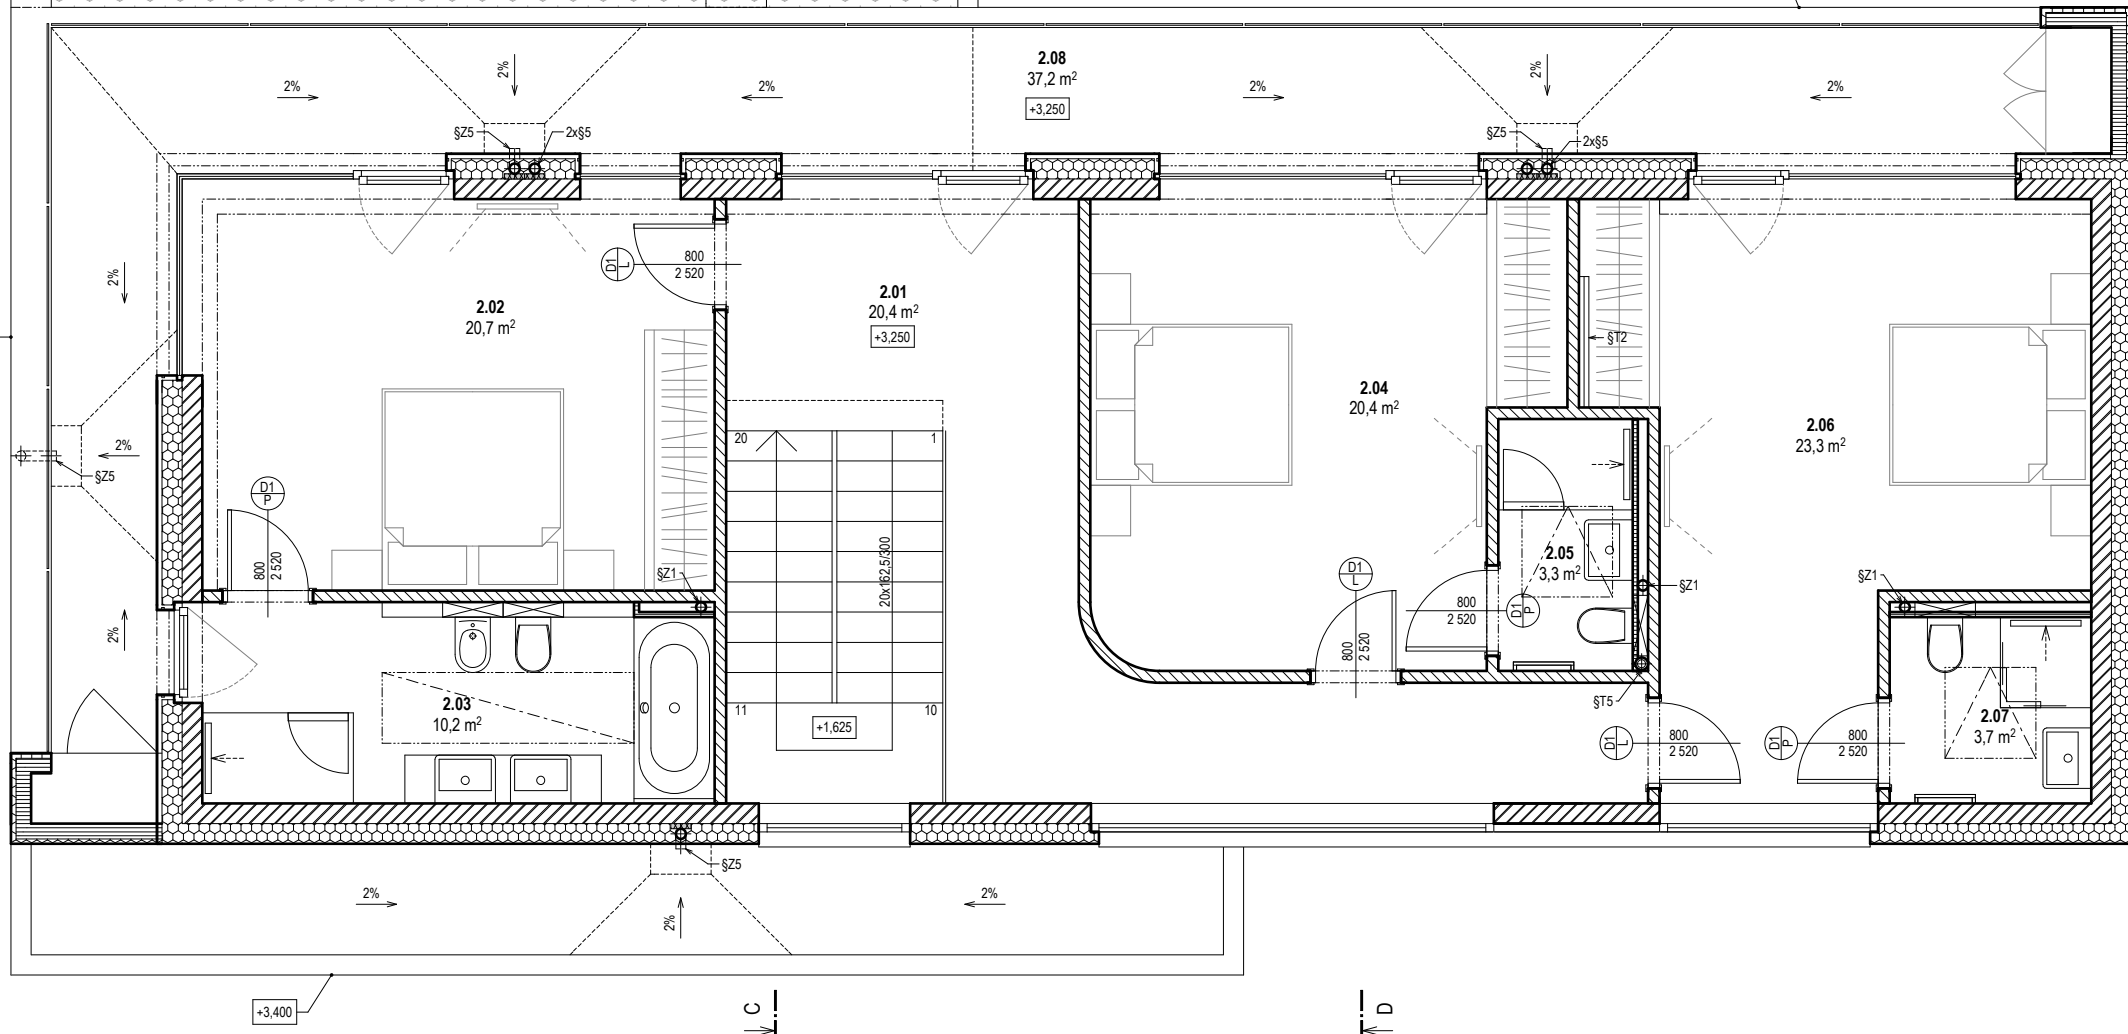 2.08
37,2 m²
+3,250
2%
2%
2%
2%
2%
2%
§Z5
2x§5
§Z5
2x§5
D1
L
800
2 520
2.02
20,7 m²
2.01
20,4 m²
+3,250
2%
§T2
2.04
20,4 m²
2.06
23,3 m²
20
1
2%
§Z5
D1
P
800
2 520
20x162,5/300
2.05
3,3 m²
§Z1
§Z1
§Z1
D1
L
800
2 520
800
2 520
D1
P
2%
2.03
10,2 m²
11
10
+1,625
§T5
D1
L
800
2 520
D1
P
800
2 520
2.07
3,7 m²
§Z5
2%
2%
2%
+3,400
C
D